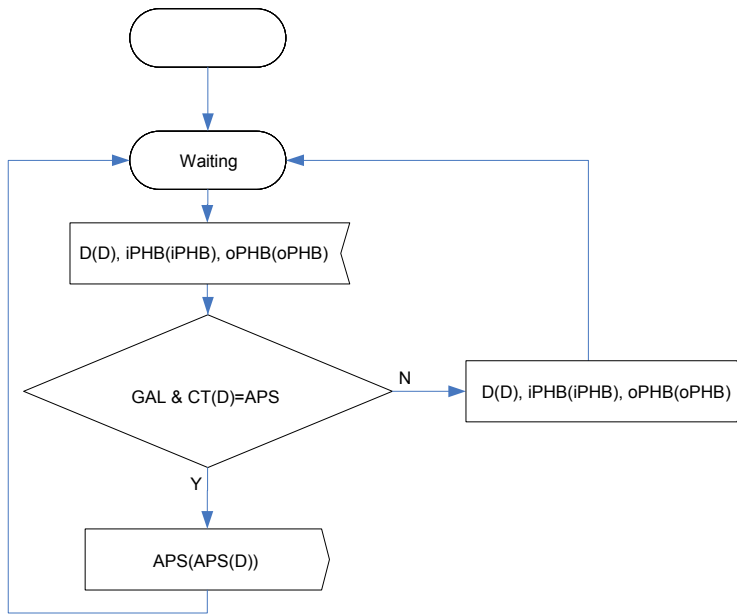 Waiting
D(D), iPHB(iPHB), oPHB(oPHB)
GAL & CT(D)=APS
N
D(D), iPHB(iPHB), oPHB(oPHB)
Y
APS(APS(D))